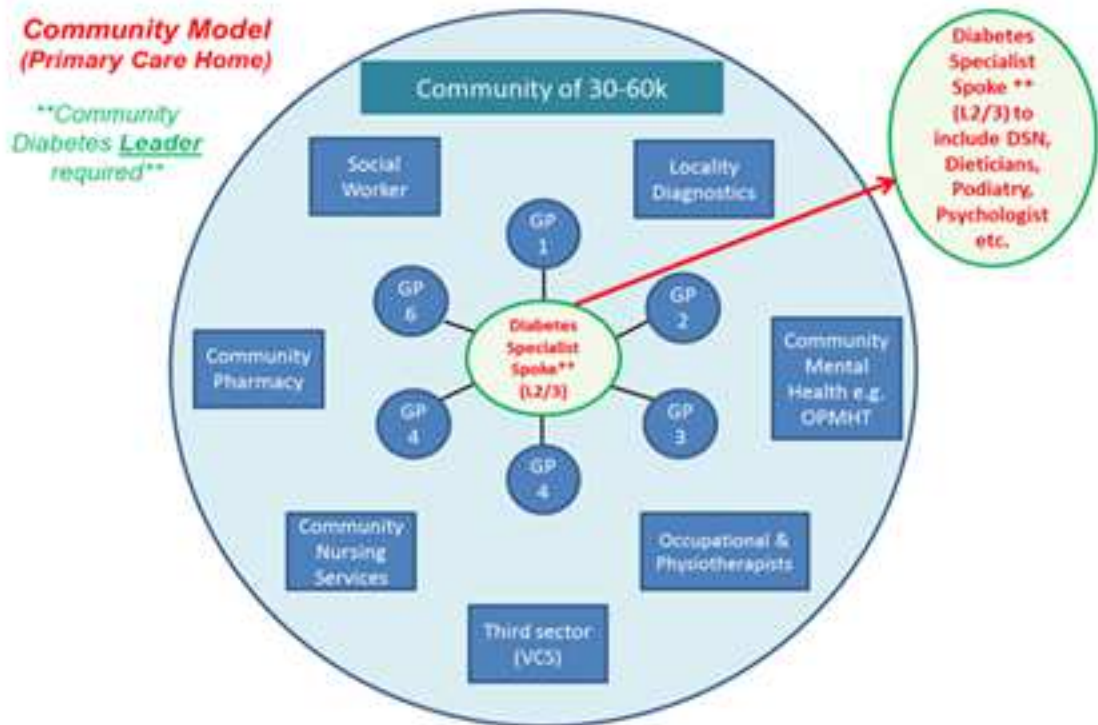 Community Model
(Primary Care Home)
**Community
Diabetes Leader
required**
Community of 30-60k
Social
Worker
Locality
Diagnostics
GP
1
GP
6
GP
2
Diabetes
Specialist
Spoke**
(L2/3)
Community
Pharmacy
Community
Mental
Health e.g.
OPMHT
GP
4
GP
3
GP
4
Community
Nursing
Services
Occupational &
Physiotherapists
Third sector
(VCS)
Diabetes
Specialist
Spoke **
(L2/3) to
include DSN,
Dieticians,
Podiatry,
Psychologist
etc.